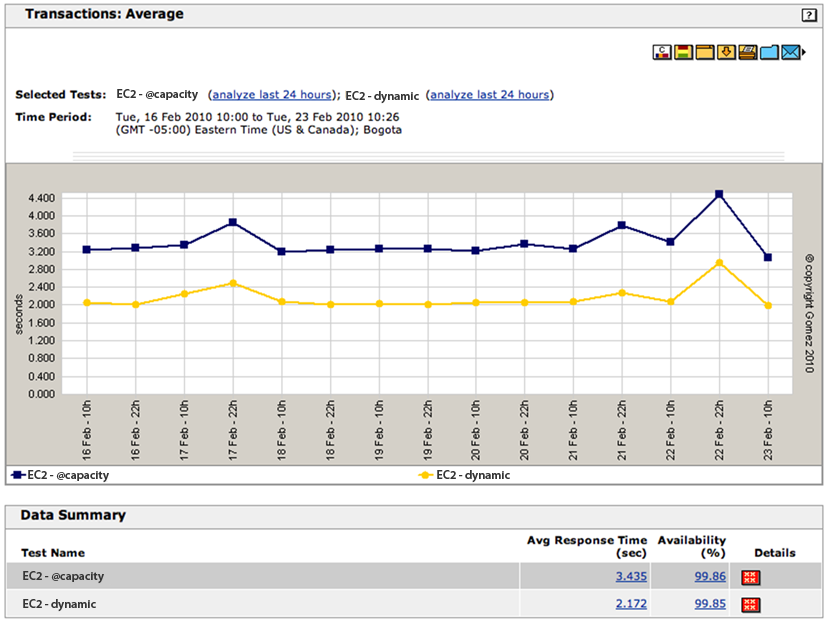 Transactions: Average
?
C
Selected Tests: EC2 - @capacity (analyze last 24 hours); EC2 - dynamic (analyze last 24 hours)
Time Period: Tue, 16 Feb 2010 10:00 to Tue, 23 Feb 2010 10:26
(GMT -05:00) Eastern Time (US & Canada); Bogota
4.400
4.000
3.600
3.200
2.800
2.400
2.000
1.600
1.200
0.800
0.400
0.000
seconds
16 Feb - 10h
16 Feb - 22h
17 Feb - 10h
17 Feb - 22h
18 Feb - 10h
18 Feb - 22h
19 Feb - 10h
19 Feb - 22h
20 Feb - 10h
20 Feb - 22h
21 Feb - 10h
21 Feb - 22h
22 Feb - 10h
22 Feb - 22h
23 Feb - 10h
© copyright Gomez 2010
EC2 - @capacity EC2 - dynamic
Data Summary
Test Name Avg Response Time (sec) Availability (%) Details
EC2 - @capacity 3.435 99.86
EC2 - dynamic 2.172 99.85